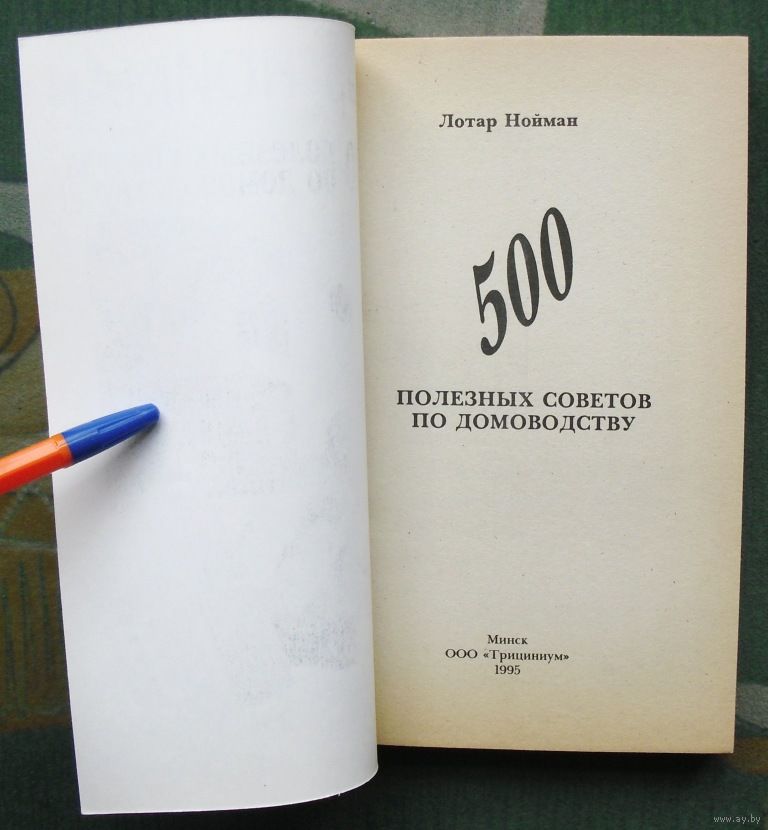 Лотар Нойман
500
ПОЛЕЗНЫХ СОВЕТОВ
ПО ДОМОВОДСТВУ
Минск
ООО «Трициниум»
1995
www.ay.by